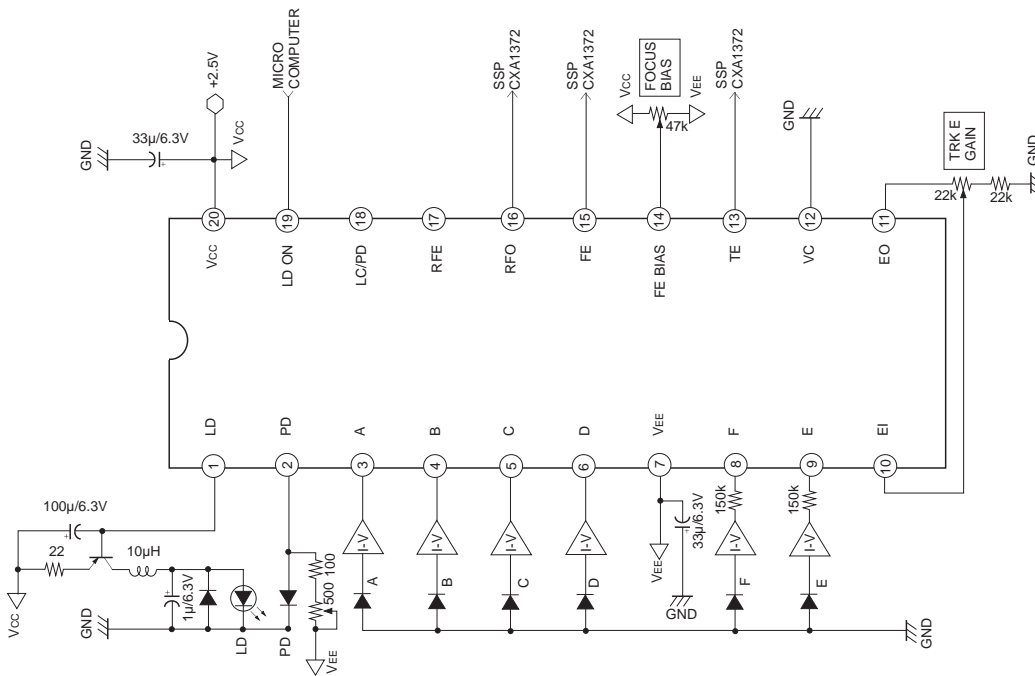 GND
33µ/6.3V
+2.5V
VCC
MICRO
COMPUTER
SSP
CXA1372
SSP
CXA1372
VCC
FOCUS
BIAS
VEE
47k
SSP
CXA1372
GND
TRK E
GAIN
22k
22k
GND
20
19
18
17
16
15
14
13
12
11
VCC
LD ON
LC/PD
RFE
RFO
FE
FE BIAS
TE
VC
EO
LD
PD
A
B
C
D
VEE
F
E
EI
1
2
3
4
5
6
7
8
9
10
100µ/6.3V
22
10µH
1µ/6.3V
VCC
GND
LD
PD
500
100
VEE
I-V
I-V
I-V
I-V
A
B
C
D
VEE
33µ/6.3V
GND
150k
150k
I-V
I-V
F
E
GND